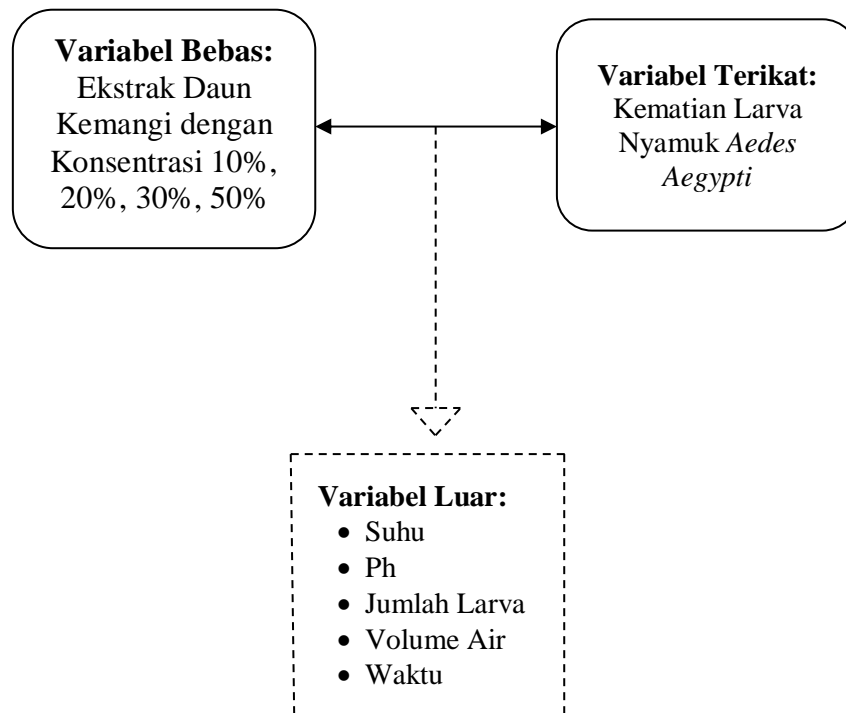 Variabel Bebas:
Ekstrak Daun
Kemangi dengan
Konsentrasi 10%,
20%, 30%, 50%
Variabel Terikat:
Kematian Larva
Nyamuk Aedes
Aegypti
Variabel Luar:
• Suhu
• Ph
• Jumlah Larva
• Volume Air
• Waktu